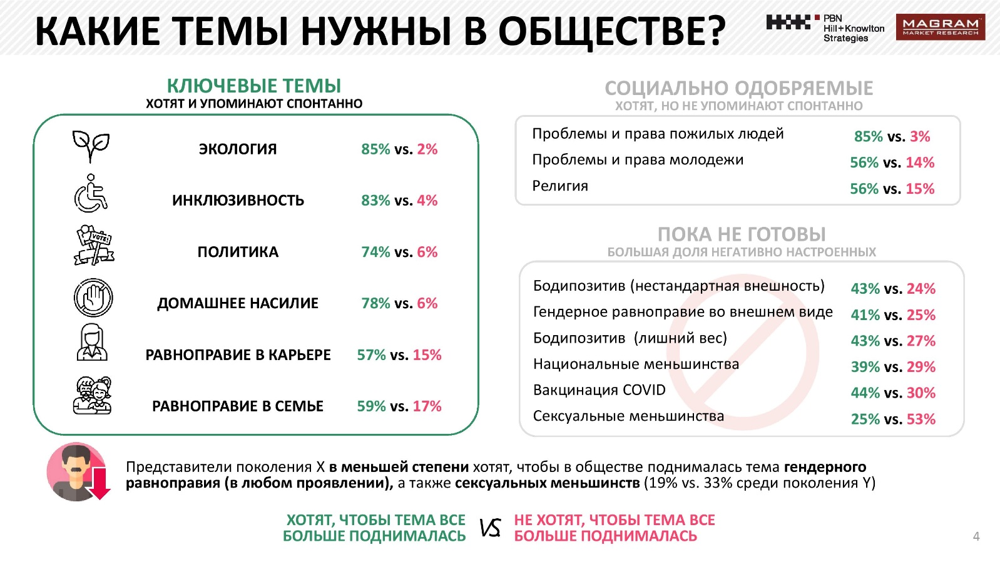 КАКИЕ ТЕМЫ НУЖНЫ В ОБЩЕСТВЕ?
PBN
Hill+Knowlton
Strategies
MAGRAM
MARKET RESEARCH
КЛЮЧЕВЫЕ ТЕМЫ
ХОТЯТ И УПОМИНАЮТ СПОНТАННО
ЭКОЛОГИЯ 85% vs. 2%
ИНКЛЮЗИВНОСТЬ 83% vs. 4%
VOTE!
ПОЛИТИКА 74% vs. 6%
ДОМАШНЕЕ НАСИЛИЕ 78% vs. 6%
РАВНОПРАВИЕ В КАРЬЕРЕ 57% vs. 15%
РАВНОПРАВИЕ В СЕМЬЕ 59% vs. 17%
СОЦИАЛЬНО ОДОБРЯЕМЫЕ
ХОТЯТ, НО НЕ УПОМИНАЮТ СПОНТАННО
Проблемы и права пожилых людей 85% vs. 3%
Проблемы и права молодежи 56% vs. 14%
Религия 56% vs. 15%
ПОКА НЕ ГОТОВЫ
БОЛЬШАЯ ДОЛЯ НЕГАТИВНО НАСТРОЕННЫХ
Бодипозитив (нестандартная внешность) 43% vs. 24%
Гендерное равноправие во внешнем виде 41% vs. 25%
Бодипозитив (лишний вес) 43% vs. 27%
Национальные меньшинства 39% vs. 29%
Вакцинация COVID 44% vs. 30%
Сексуальные меньшинства 25% vs. 53%
Представители поколения X в меньшей степени хотят, чтобы в обществе поднималась тема гендерного
равноправия (в любом проявлении), а также сексуальных меньшинств (19% vs. 33% среди поколения Y)
ХОТЯТ, ЧТОБЫ ТЕМА ВСЕ
БОЛЬШЕ ПОДНИМАЛАСЬ
VS.
НЕ ХОТЯТ, ЧТОБЫ ТЕМА ВСЕ
БОЛЬШЕ ПОДНИМАЛАСЬ
4